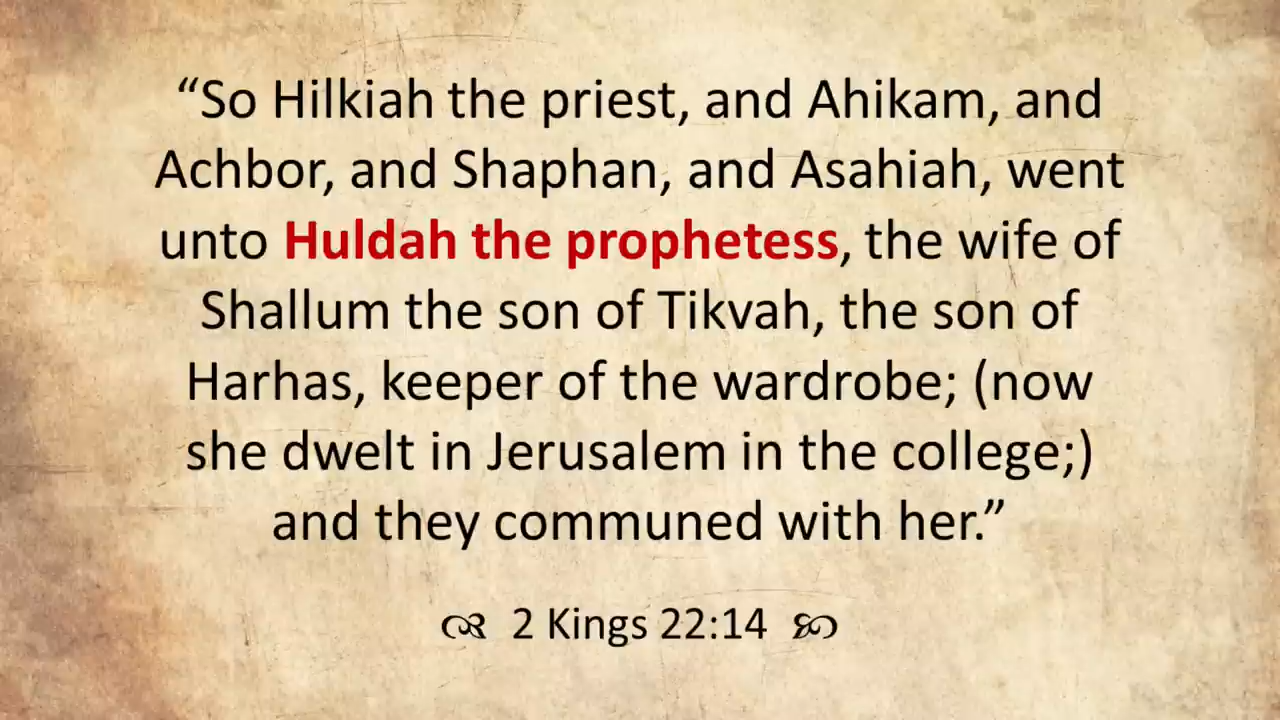 “So Hilkiah the priest, and Ahikam, and
Achbor, and Shaphan, and Asahiah, went
unto Huldah the prophetess, the wife of
Shallum the son of Tikvah, the son of
Harhas, keeper of the wardrobe; (now
she dwelt in Jerusalem in the college;)
and they communed with her.”
2 Kings 22:14